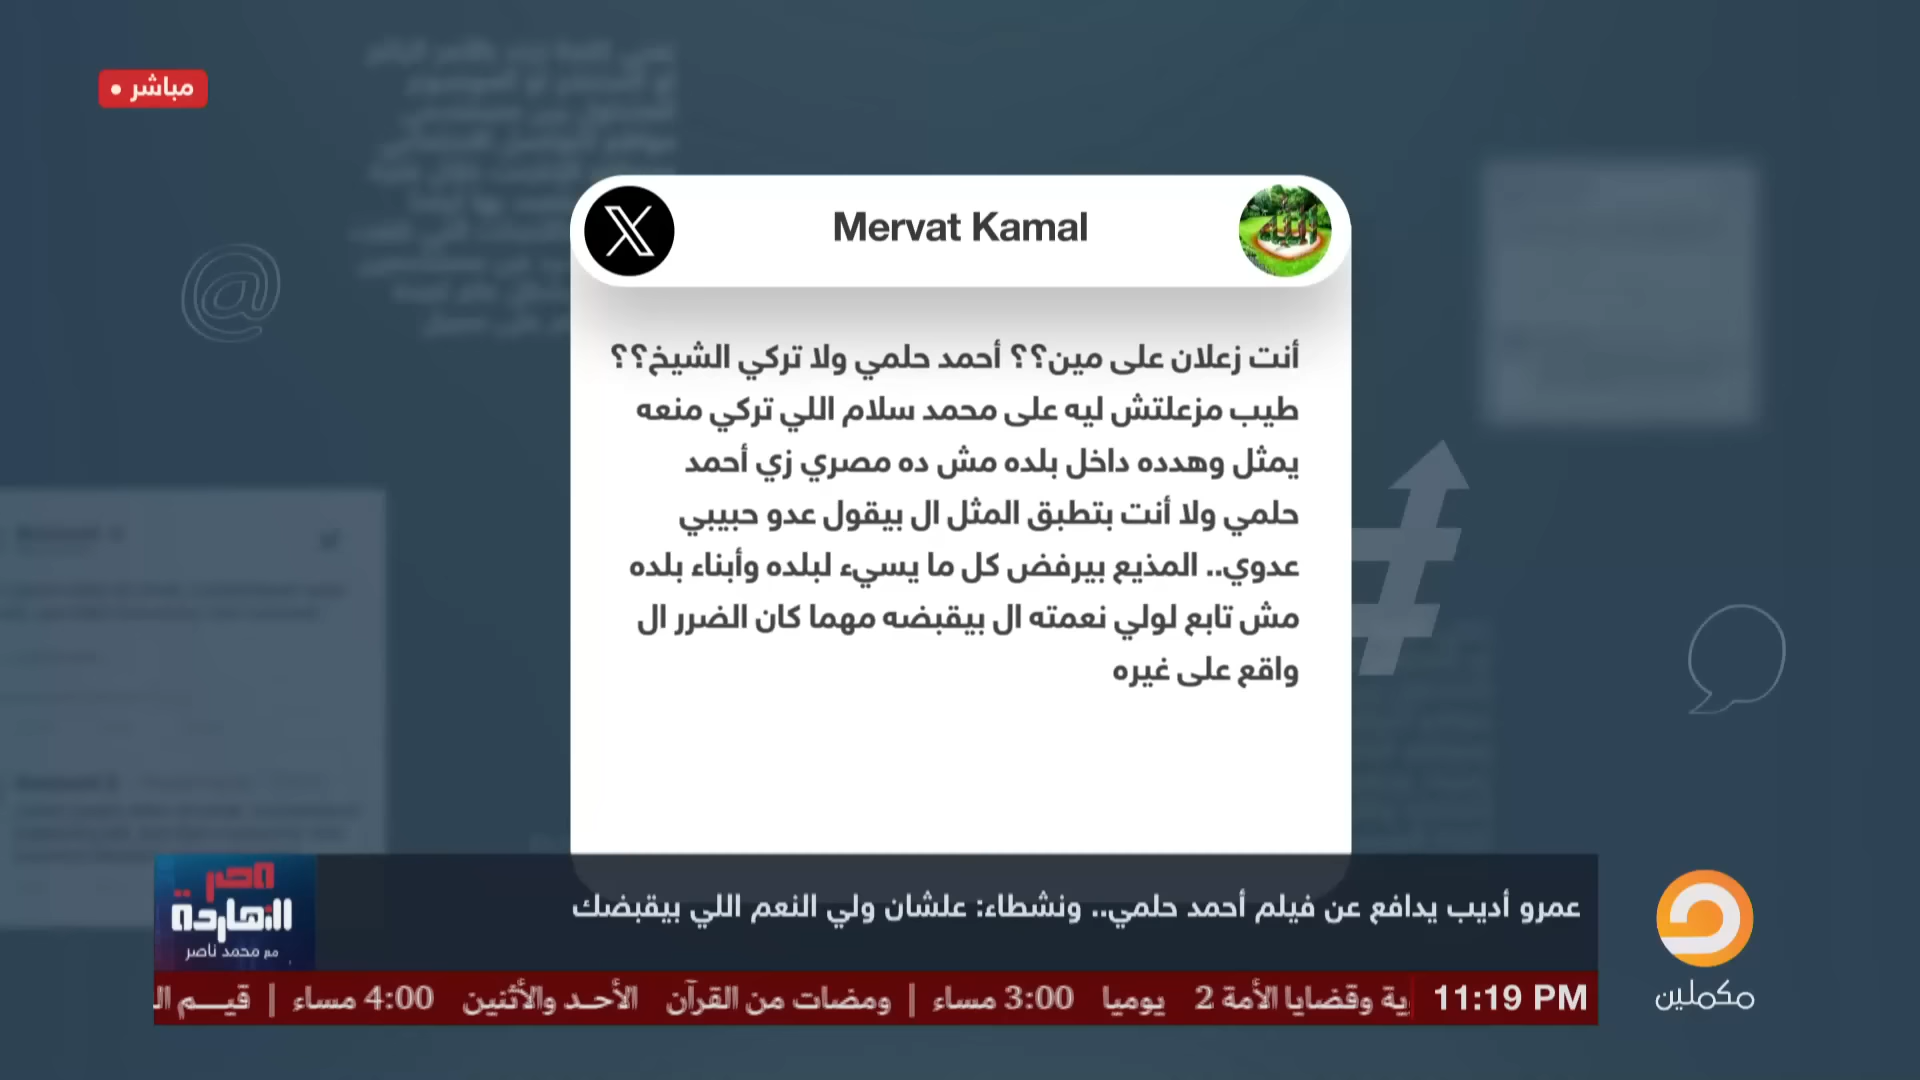 مباشر
Mervat Kamal
أنت زعلان على مين؟؟ أحمد حلمي ولا تركي الشيخ؟؟
طيب مزعلتش ليه على محمد سلام اللي تركي منعه
يمثل وهدده داخل بلده مش ده مصري زي أحمد
حلمي ولا أنت بتطبق المثل ال بيقول عدو حبيبي
عدوي.. المذيع بيرفض كل ما يسيء لبلده وأبناء بلده
مش تابع لولي نعمته ال بيقبضه مهما كان الضرر ال
واقع على غيره
عمرو أديب يدافع عن فيلم أحمد حلمي.. ونشطاء: علشان ولي النعم اللي بيقبضك
مصر
النهاردة
مع محمد ناصر
11:19 PM
وقضايا الأمة 2 يوميا 3:00 مساء | ومضات من القرآن الأحد والأثنين 4:00 مساء | قيــم
مكملين